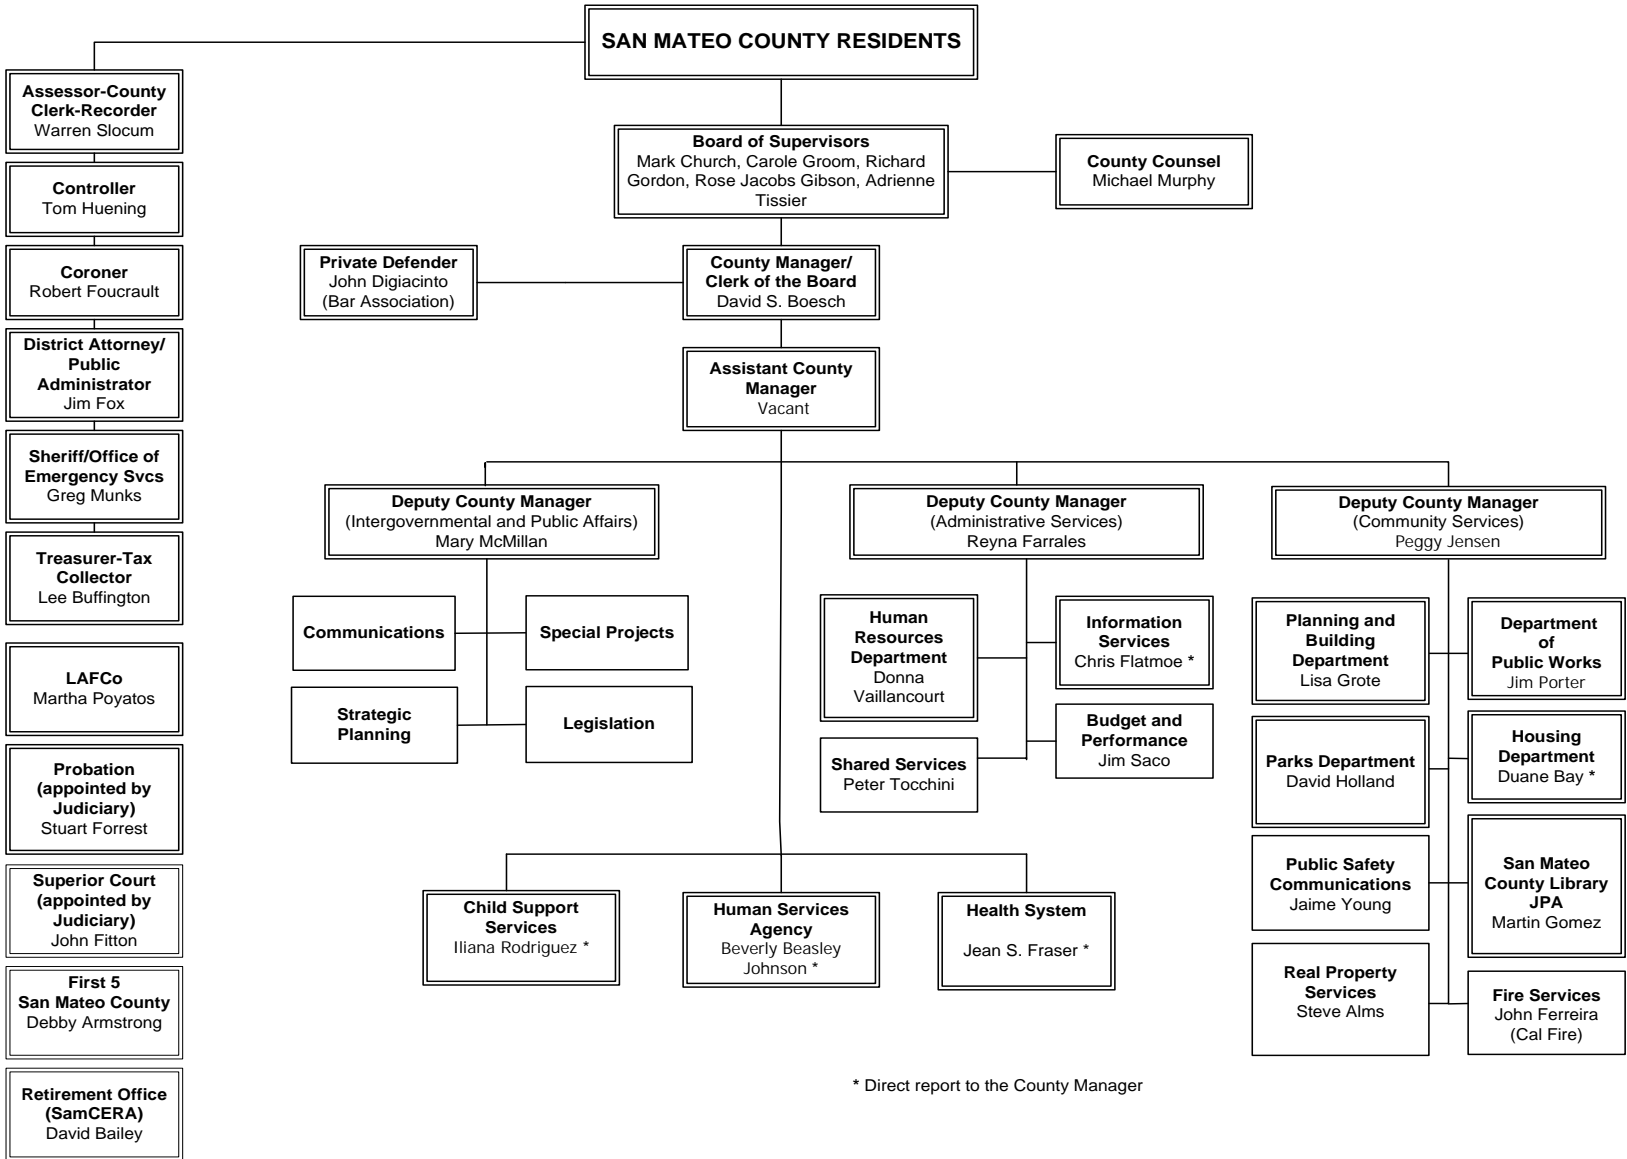 SAN MATEO COUNTY RESIDENTS
Assessor-County
Clerk-Recorder
Warren Slocum
Controller
Tom Huening
Coroner
Robert Foucrault
District Attorney/
Public
Administrator
Jim Fox
Sheriff/Office of
Emergency Svcs
Greg Munks
Treasurer-Tax
Collector
Lee Buffington
LAFCo
Martha Poyatos
Probation
(appointed by
Judiciary)
Stuart Forrest
Superior Court
(appointed by
Judiciary)
John Fitton
First 5
San Mateo County
Debby Armstrong
Retirement Office
(SamCERA)
David Bailey
Board of Supervisors
Mark Church, Carole Groom, Richard
Gordon, Rose Jacobs Gibson, Adrienne
Tissier
County Counsel
Michael Murphy
Private Defender
John Digiacinto
(Bar Association)
County Manager/
Clerk of the Board
David S. Boesch
Assistant County
Manager
Vacant
Deputy County Manager
(Intergovernmental and Public Affairs)
Mary McMillan
Communications
Special Projects
Strategic
Planning
Legislation
Deputy County Manager
(Administrative Services)
Reyna Farrales
Human
Resources
Department
Donna
Vaillancourt
Information
Services
Chris Flatmoe *
Shared Services
Peter Tocchini
Budget and
Performance
Jim Saco
Deputy County Manager
(Community Services)
Peggy Jensen
Planning and
Building
Department
Lisa Grote
Department
of
Public Works
Jim Porter
Parks Department
David Holland
Housing
Department
Duane Bay *
Public Safety
Communications
Jaime Young
San Mateo
County Library
JPA
Martin Gomez
Real Property
Services
Steve Alms
Fire Services
John Ferreira
(Cal Fire)
Child Support
Services
Iliana Rodriguez *
Human Services
Agency
Beverly Beasley
Johnson *
Health System
Jean S. Fraser *
* Direct report to the County Manager